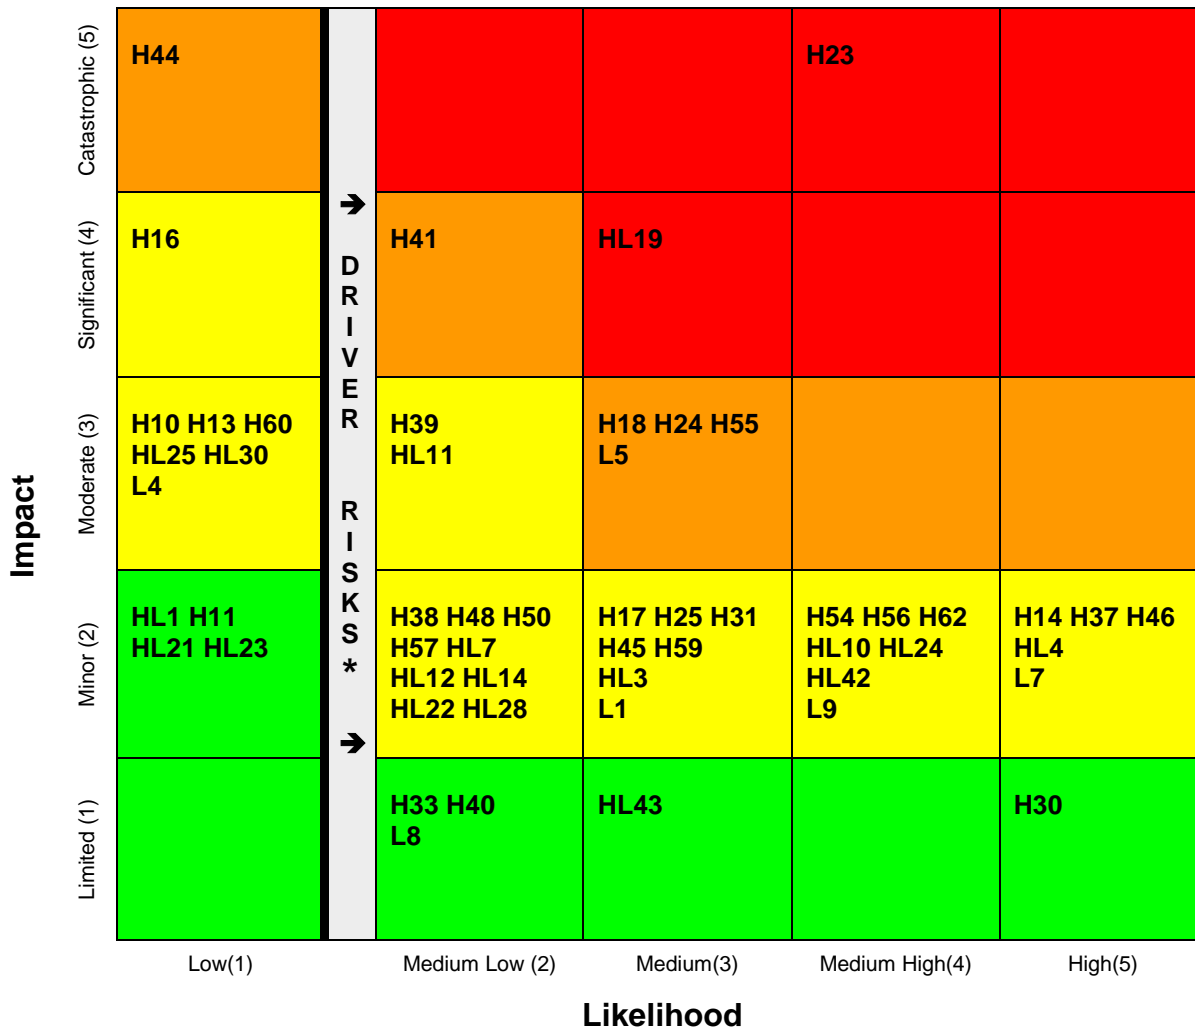 Impact
Catastrophic (5)
H44
H23
Significant (4)
H16
H41
HL19
Moderate (3)
H10 H13 H60
HL25 HL30
L4
H39
HL11
H18 H24 H55
L5
Minor (2)
HL1 H11
HL21 HL23
H38 H48 H50
H57 HL7
HL12 HL14
HL22 HL28
H17 H25 H31
H45 H59
HL3
L1
H54 H56 H62
HL10 HL24
HL42
L9
H14 H37 H46
HL4
L7
Limited (1)
H33 H40
L8
HL43
H30
➔
D
R
I
V
E
R
R
I
S
K
S
*
➔
Low(1)
Medium Low (2)
Medium(3)
Medium High(4)
High(5)
Likelihood